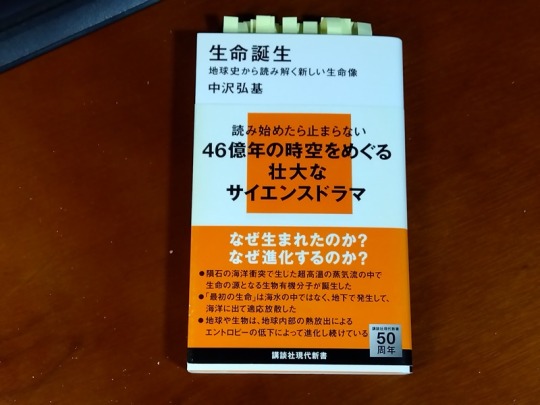 生命誕生
地球史から読み解く新しい生命像
中沢弘基
読み始めたら止まらない
46億年の時空をめぐる
壮大な
サイエンスドラマ
なぜ生まれたのか?
なぜ進化するのか?
●隕石の海洋衝突で生じた超高温の蒸気流の中で
生命の源となる生物有機分子が誕生した
●「最初の生命」は海水の中ではなく、地下で発生して、
海洋に出て適応放散した
●地球や生物は、地球内部の熱放出による
エントロピーの低下によって進化し続けている
講談社現代新書
50
周年
講談社現代新書